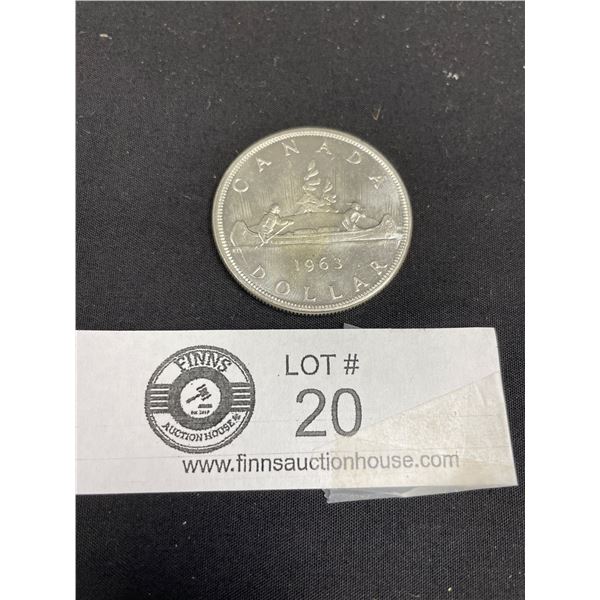 CANADA
1963
DOLLAR
FINNS
AUCTION HOUSE
LOT #
20
www.finnsauctionhouse.com